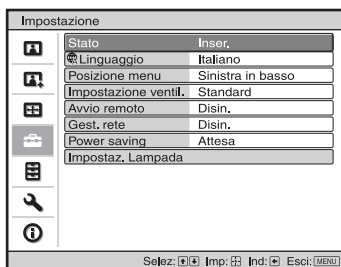 Impostazione
Stato Inser.
Linguaggio Italiano
Posizione menu Sinistra in basso
Impostazione ventil. Standard
Avvio remoto Disin.
Gest. rete Disin.
Power saving Attesa
Impostaz. Lampada
Selez: Imp: Ind: Esci: MENU